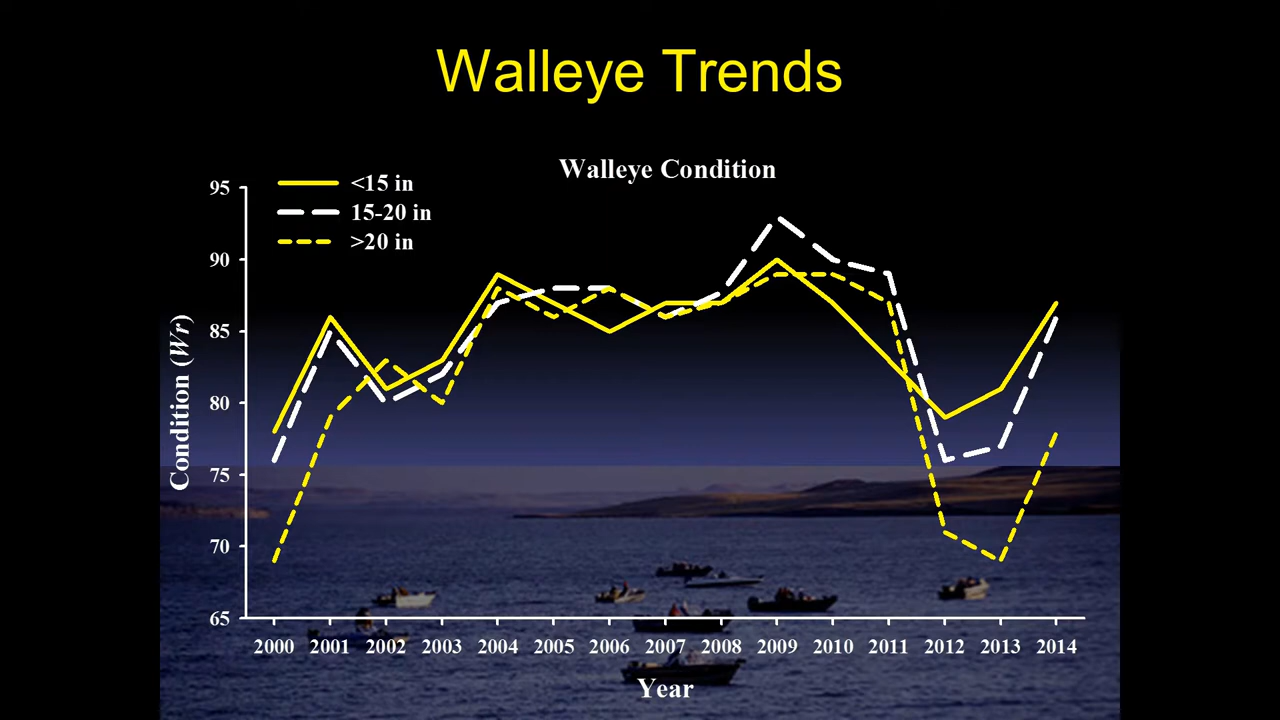 Walleye Trends
Walleye Condition
<15 in
15-20 in
>20 in
Condition (Wr)
95
90
85
80
75
70
65
2000 2001 2002 2003 2004 2005 2006 2007 2008 2009 2010 2011 2012 2013 2014
Year